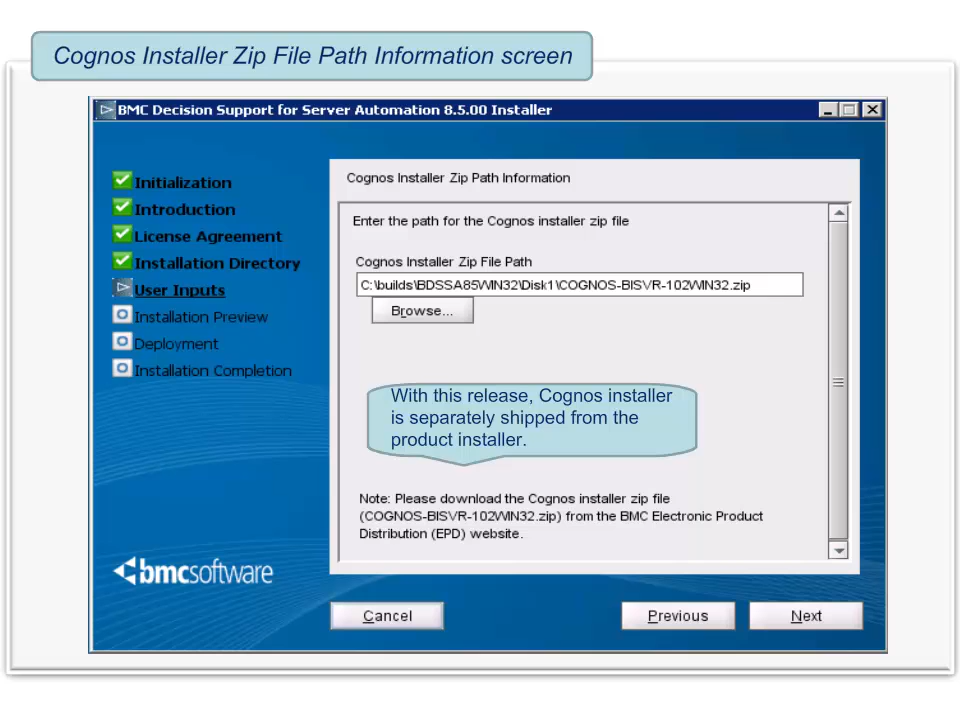 Cognos Installer Zip File Path Information screen
BMC Decision Support for Server Automation 8.5.00 Installer
Initialization
Introduction
License Agreement
Installation Directory
User Inputs
Installation Preview
Deployment
Installation Completion
Cognos Installer Zip Path Information
Enter the path for the Cognos installer zip file
Cognos Installer Zip File Path
C:\builds\BDSSA85WIN32\Disk1\COGNOS-BISVR-102WIN32.zip
Browse...
With this release, Cognos installer
is separately shipped from the
product installer.
Note: Please download the Cognos installer zip file
(COGNOS-BISVR-102WIN32.zip) from the BMC Electronic Product
Distribution (EPD) website.
bmcsoftware
Cancel
Previous
Next